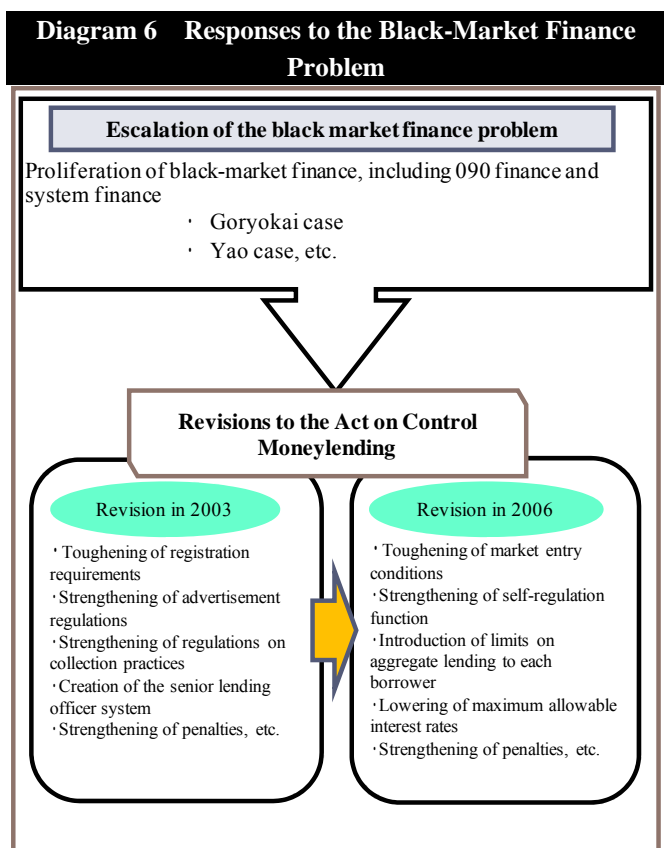 Diagram 6 Responses to the Black-Market Finance
Problem
Escalation of the black market finance problem
Proliferation of black-market finance, including 090 finance and
system finance
・ Goryokai case
・ Yao case, etc.
Revisions to the Act on Control
Moneylending
Revision in 2003
・Toughening of registration
requirements
・Strengthening of advertisement
regulations
・Strengthening of regulations on
collection practices
・Creation of the senior lending
officer system
・Strengthening of penalties, etc.
Revision in 2006
・Toughening of market entry
conditions
・Strengthening of self-regulation
function
・Introduction of limits on
aggregate lending to each
borrower
・Lowering of maximum allowable
interest rates
・Strengthening of penalties, etc.